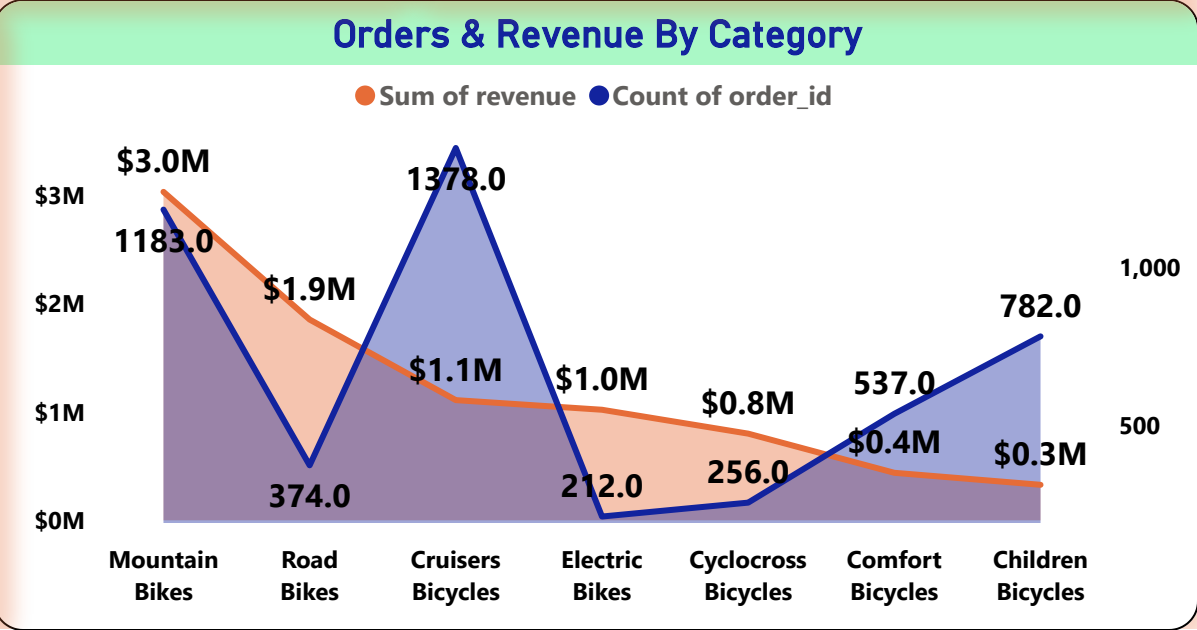 Orders & Revenue By Category
Sum of revenue Count of order_id
$3M
$2M
$1M
$0M
$3.0M
1183.0
$1.9M
374.0
1378.0
$1.1M
$1.0M
212.0
$0.8M
256.0
537.0
$0.4M
782.0
$0.3M
1,000
500
Mountain
Bikes
Road
Bikes
Cruisers
Bicycles
Electric
Bikes
Cyclocross
Bicycles
Comfort
Bicycles
Children
Bicycles